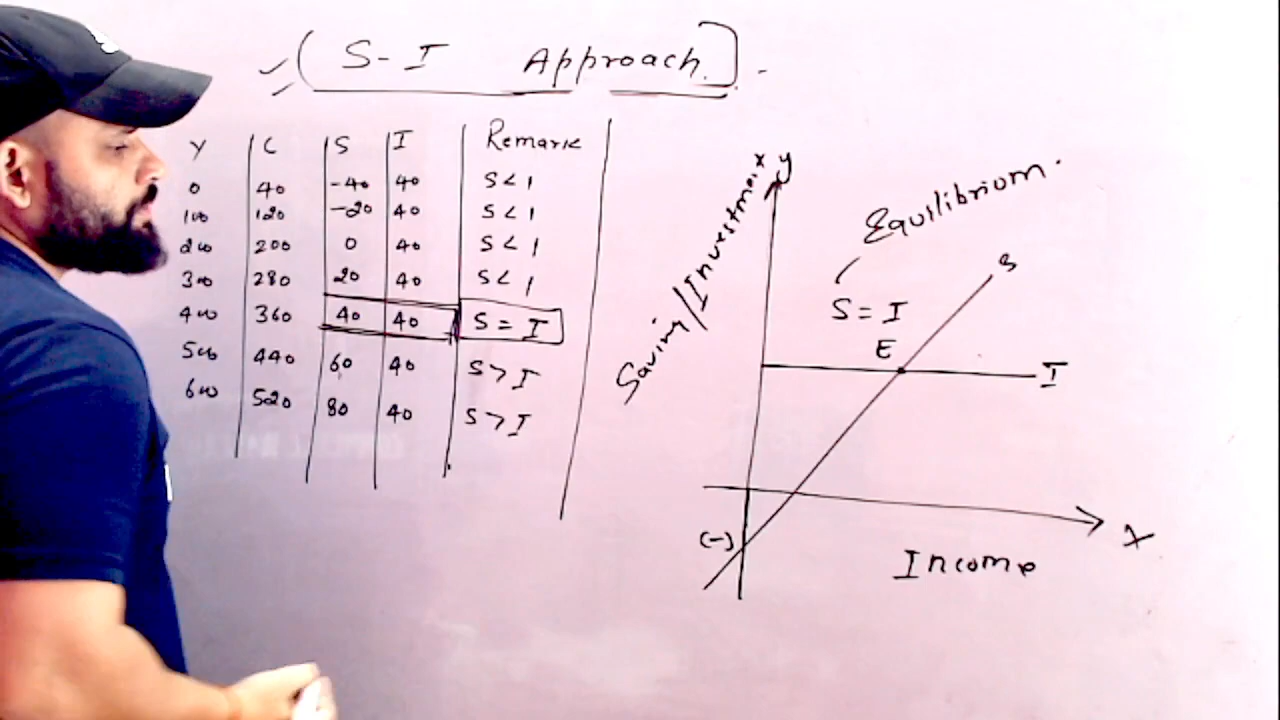 S-I Approach.
Y C S I Remark
0 40 -40 40 S<I
100 120 -20 40 S<I
200 200 0 40 S<I
300 280 20 40 S<I
400 360 40 40 S=I
500 440 60 40 S>I
600 520 80 40 S>I
y
Saving/Investment
Equilibrium.
S
S=I
E
I
(-)
X
Income